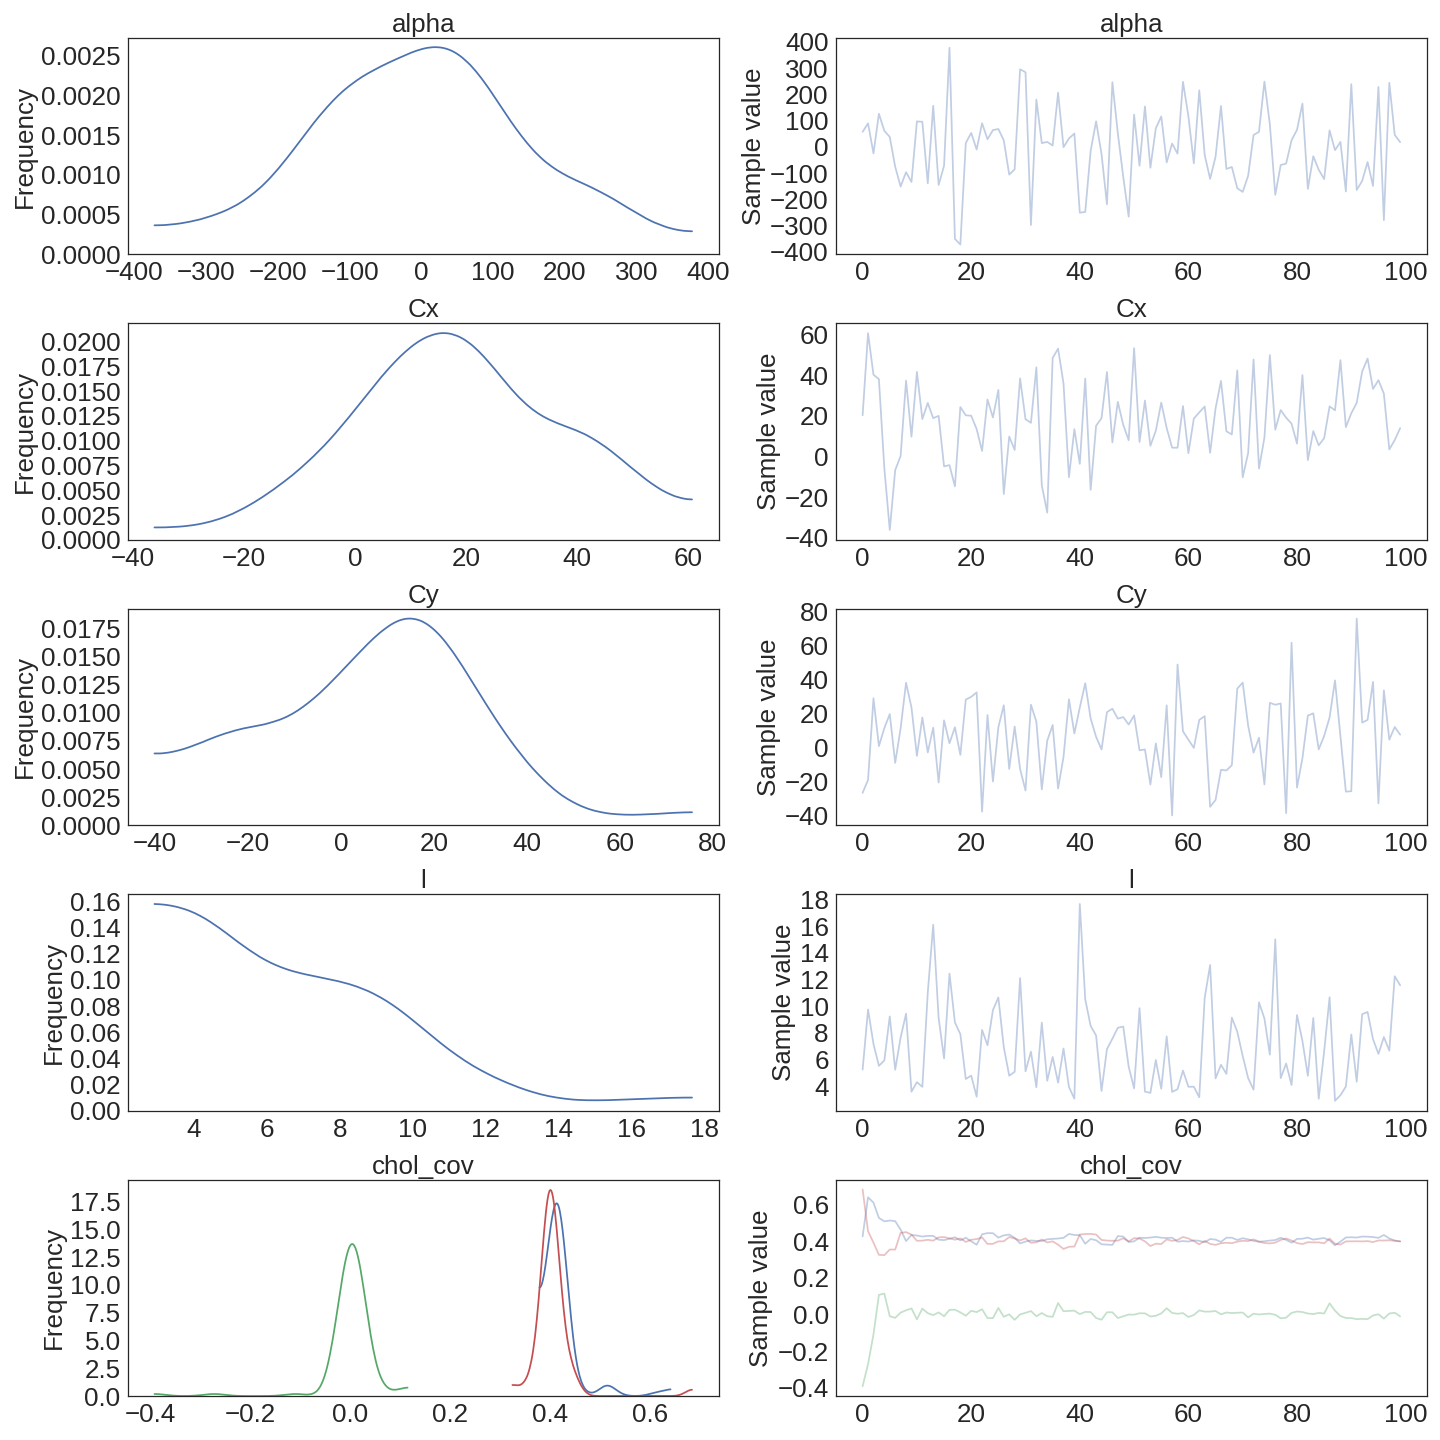 alpha
Frequency
0.0025
0.0020
0.0015
0.0010
0.0005
0.0000
−400 −300 −200 −100 0 100 200 300 400
alpha
Sample value
400
300
200
100
0
−100
−200
−300
−400
0 20 40 60 80 100
Cx
Frequency
0.0200
0.0175
0.0150
0.0125
0.0100
0.0075
0.0050
0.0025
0.0000
−40 −20 0 20 40 60
Cx
Sample value
60
40
20
0
−20
−40
0 20 40 60 80 100
Cy
Frequency
0.0175
0.0150
0.0125
0.0100
0.0075
0.0050
0.0025
0.0000
−40 −20 0 20 40 60 80
Cy
Sample value
80
60
40
20
0
−20
−40
0 20 40 60 80 100
l
Frequency
0.16
0.14
0.12
0.10
0.08
0.06
0.04
0.02
0.00
4 6 8 10 12 14 16 18
l
Sample value
18
16
14
12
10
8
6
4
0 20 40 60 80 100
chol_cov
Frequency
17.5
15.0
12.5
10.0
7.5
5.0
2.5
0.0
−0.4 −0.2 0.0 0.2 0.4 0.6
chol_cov
Sample value
0.6
0.4
0.2
0.0
−0.2
−0.4
0 20 40 60 80 100